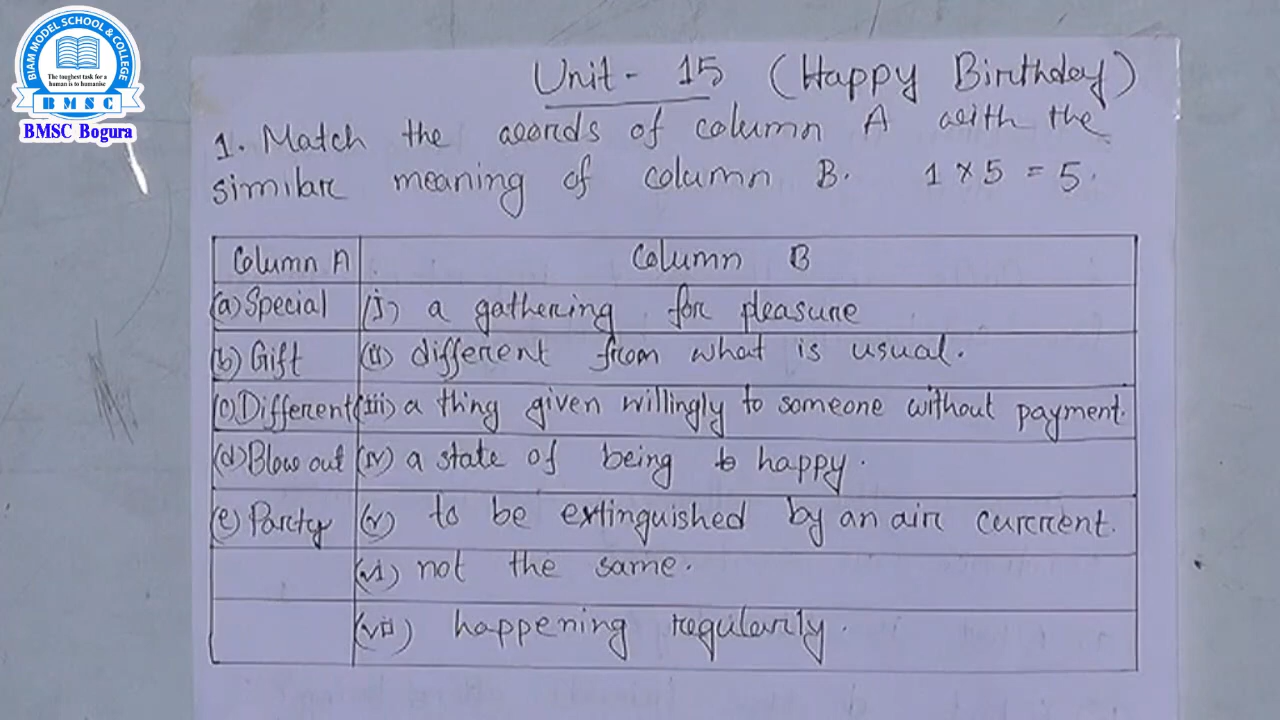 BIAM MODEL SCHOOL & COLLEGE
The toughest task for a
human is to humanise
B M S C
BMSC Bogura
Unit - 15 (Happy Birthday)
1. Match the words of column A with the
similar meaning of column B. 1 × 5 = 5.
Column A Column B
(a) Special (i) a gathering for pleasure
(b) Gift (ii) different from what is usual.
(c) Different (iii) a thing given willingly to someone without payment.
(d) Blow out (iv) a state of being happy.
(e) Party (v) to be extinguished by an air current.
(vi) not the same.
(vii) happening regularly.